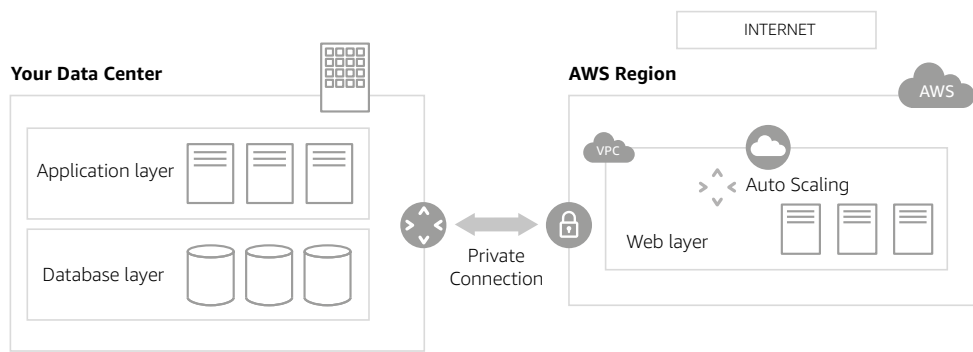 INTERNET
Your Data Center
AWS Region
AWS
Application layer
VPC
Auto Scaling
Web layer
Private
Connection
Database layer